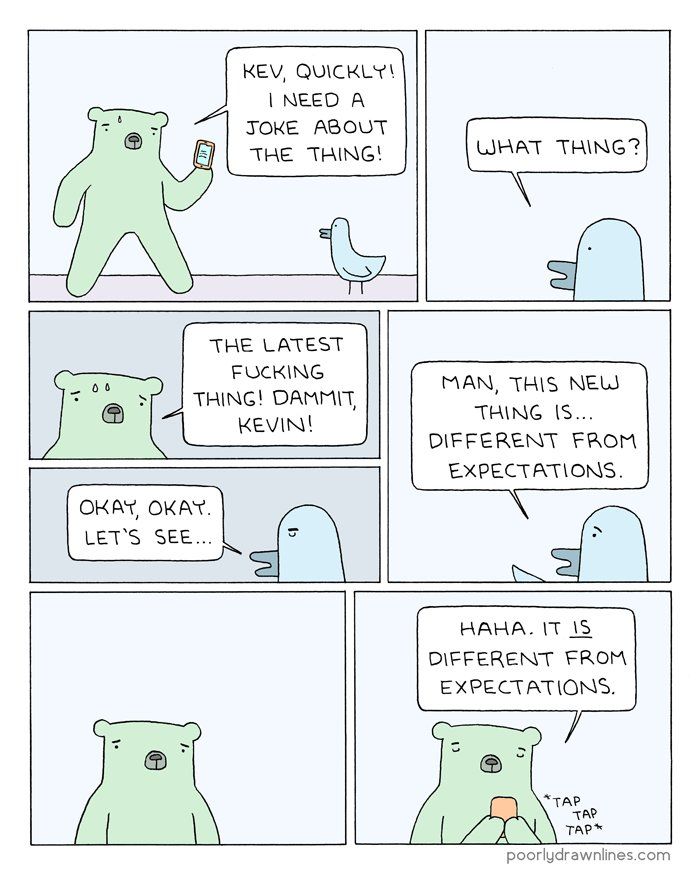 KEV, QUICKLY!
I NEED A
JOKE ABOUT
THE THING!
WHAT THING?
THE LATEST
FUCKING
THING! DAMMIT,
KEVIN!
OKAY, OKAY.
LET'S SEE...
MAN, THIS NEW
THING IS...
DIFFERENT FROM
EXPECTATIONS.
HAHA. IT IS
DIFFERENT FROM
EXPECTATIONS.
*TAP
TAP
TAP*
poorlydrawnlines.com